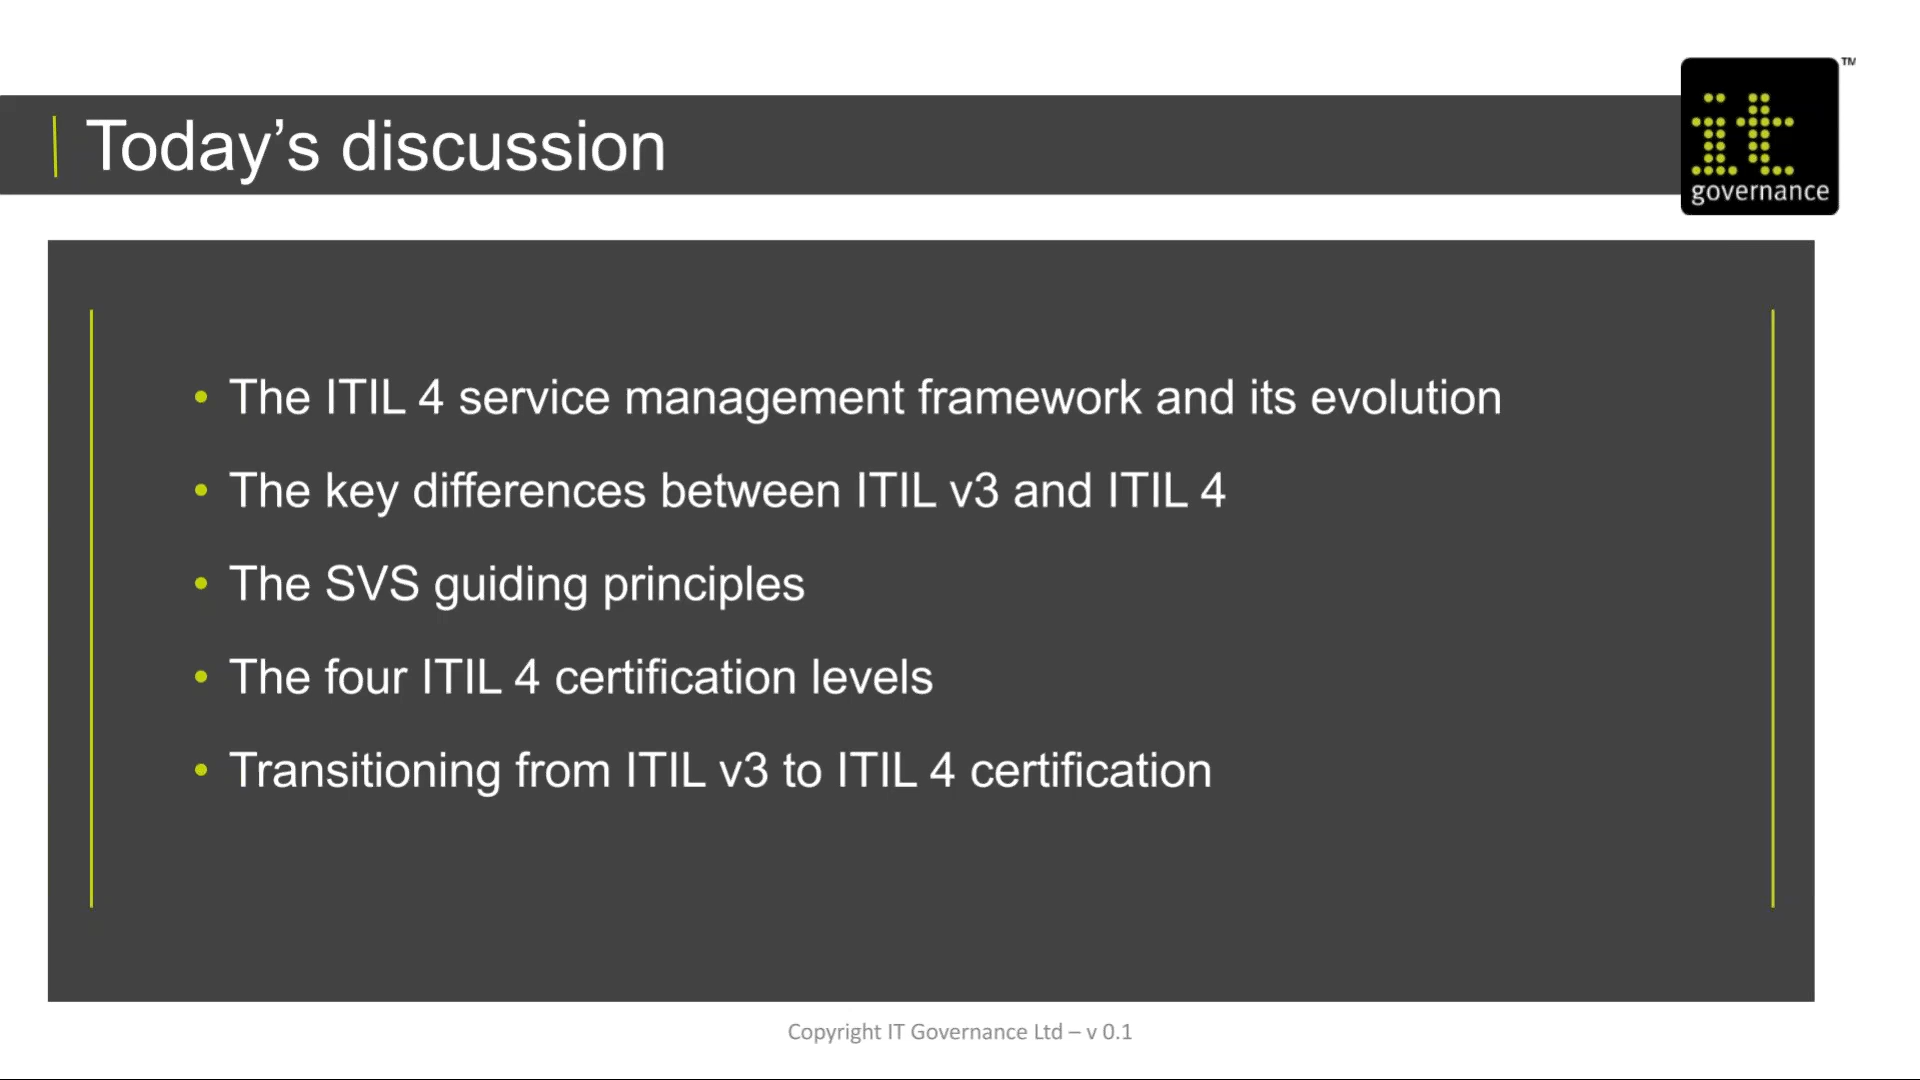 TM
Today’s discussion
it
governance
• The ITIL 4 service management framework and its evolution
• The key differences between ITIL v3 and ITIL 4
• The SVS guiding principles
• The four ITIL 4 certification levels
• Transitioning from ITIL v3 to ITIL 4 certification
Copyright IT Governance Ltd – v 0.1